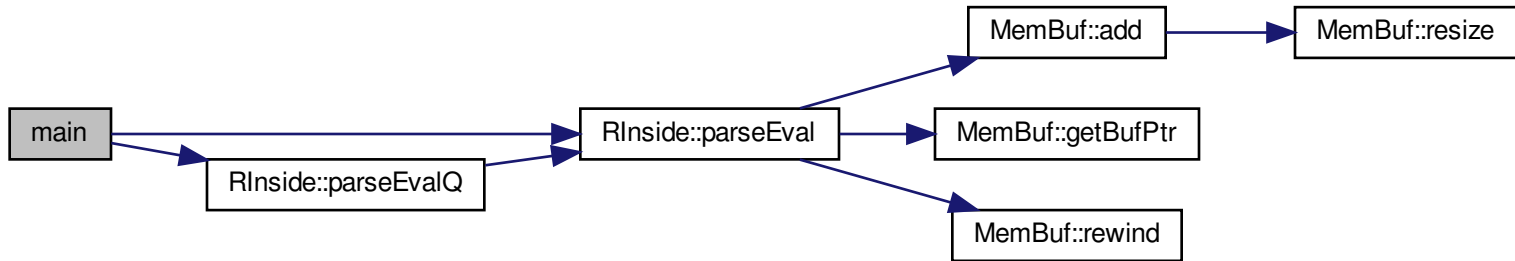 MemBuf::add
MemBuf::resize
main
RInside::parseEval
MemBuf::getBufPtr
RInside::parseEvalQ
MemBuf::rewind